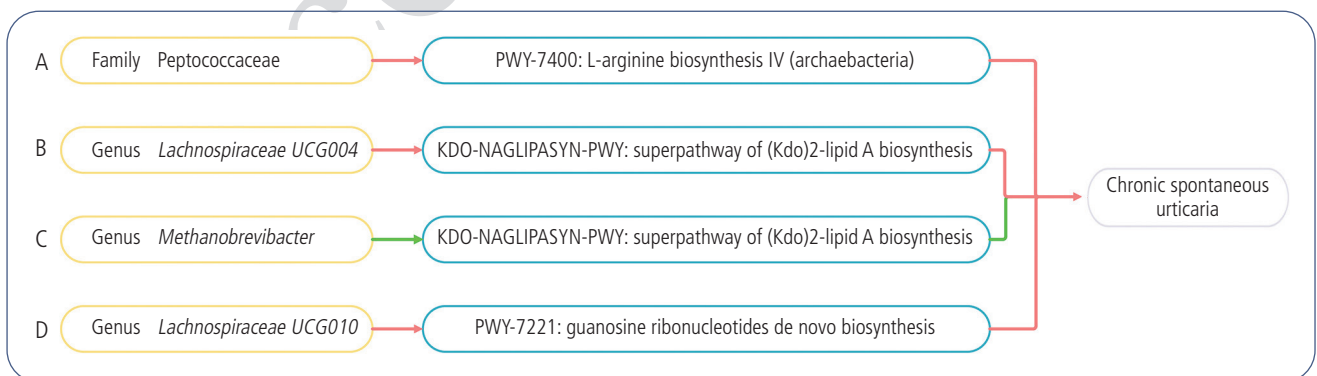 A Family Peptococcaceae PWY-7400: L-arginine biosynthesis IV (archaebacteria)
B Genus Lachnospiraceae UCG004 KDO-NAGLIPASYN-PWY: superpathway of (Kdo)2-lipid A biosynthesis
Chronic spontaneous
urticaria
C Genus Methanobrevibacter KDO-NAGLIPASYN-PWY: superpathway of (Kdo)2-lipid A biosynthesis
D Genus Lachnospiraceae UCG010 PWY-7221: guanosine ribonucleotides de novo biosynthesis